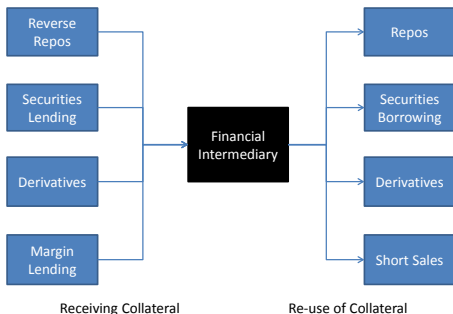 Reverse
Repos
Securities
Lending
Derivatives
Margin
Lending
Financial
Intermediary
Repos
Securities
Borrowing
Derivatives
Short Sales
Receiving Collateral
Re-use of Collateral